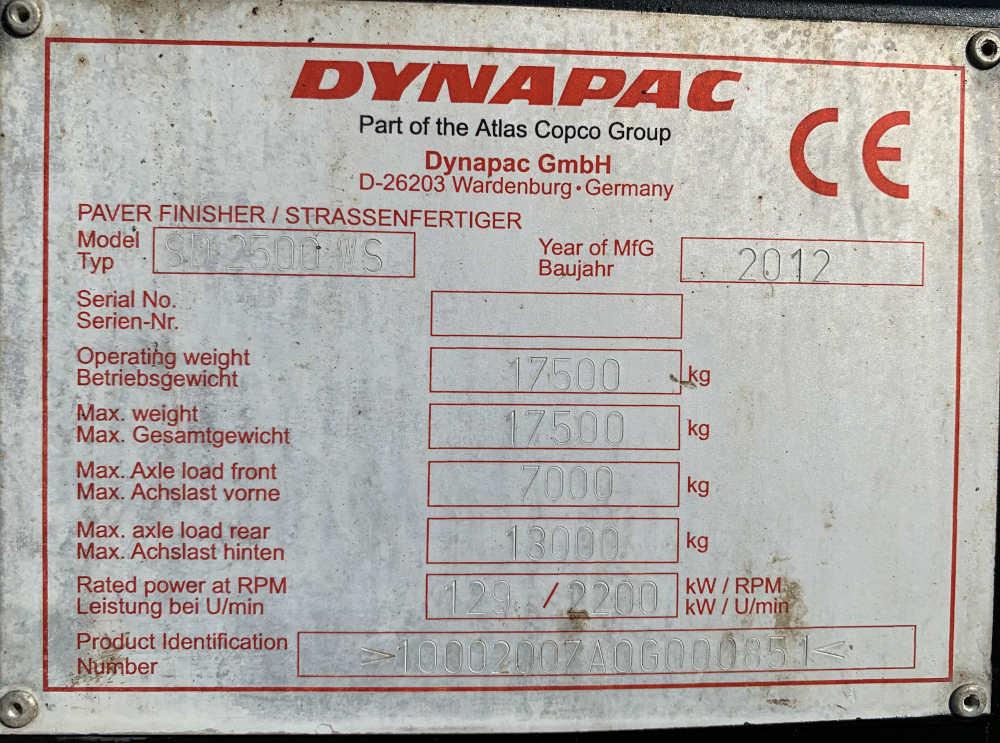 DYNAPAC
Part of the Atlas Copco Group
CE
Dynapac GmbH
D-26203 Wardenburg·Germany
PAVER FINISHER / STRASSENFERTIGER
Model SD 2500 WS Year of MfG 2012
Typ Baujahr
Serial No.
Serien-Nr.
Operating weight 17500 kg
Betriebsgewicht
Max. weight 17500 kg
Max. Gesamtgewicht
Max. Axle load front 7000 kg
Max. Achslast vorne
Max. axle load rear 13000 kg
Max. Achslast hinten
Rated power at RPM 129 / 2200 kW / RPM
Leistung bei U/min kW / U/min
Product Identification >10002007ZA0G000851<
Number